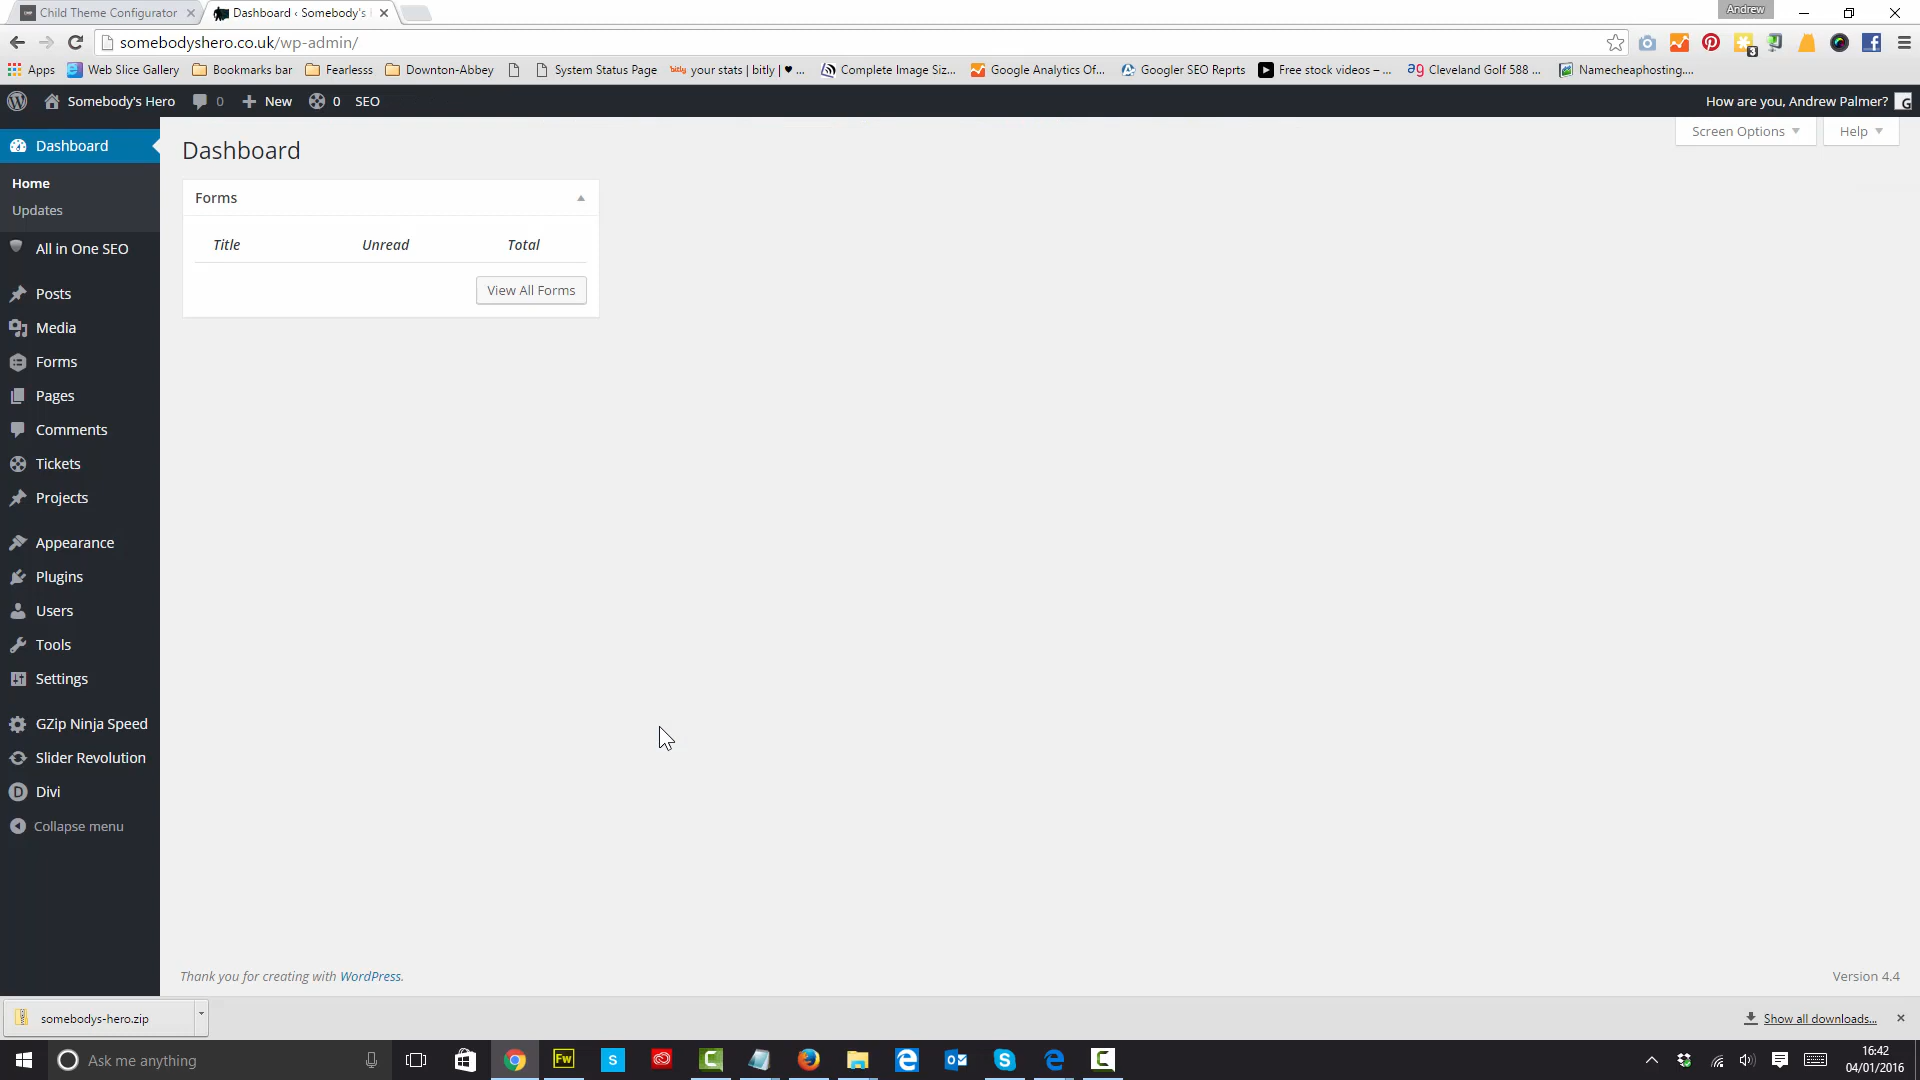 Child Theme Configurator
Dashboard ‹ Somebody's
Andrew
somebodyshero.co.uk/wp-admin/
3
Apps
Web Slice Gallery
Bookmarks bar
Fearlesss
Downton-Abbey
System Status Page
bitly your stats | bitly | ♥ ...
Complete Image Siz...
Google Analytics Of...
Googler SEO Reprts
Free stock videos – ...
ag Cleveland Golf 588 ...
Namecheaphosting....
Somebody's Hero
0
New
0
SEO
How are you, Andrew Palmer?
Dashboard
Home
Updates
All in One SEO
Posts
Media
Forms
Pages
Comments
Tickets
Projects
Appearance
Plugins
Users
Tools
Settings
GZip Ninja Speed
Slider Revolution
Divi
Collapse menu
Screen Options
Help
Dashboard
Forms
Title Unread Total
View All Forms
Thank you for creating with WordPress.
Version 4.4
somebodys-hero.zip
Show all downloads...
Ask me anything
Fw
S
16:42
04/01/2016